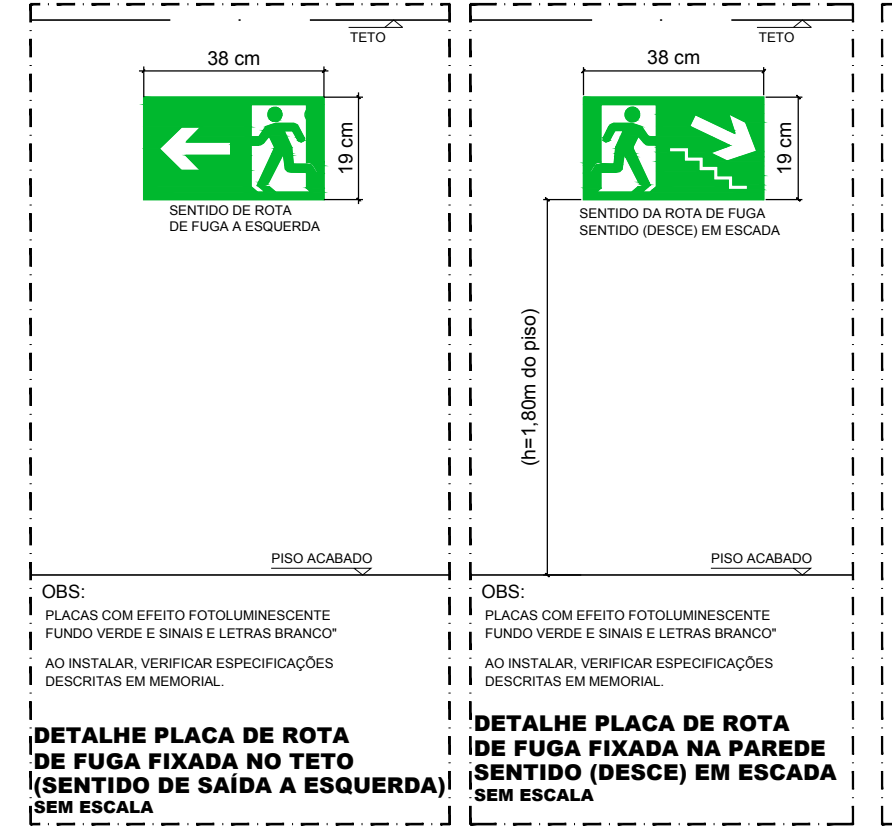 TETO
38 cm
19 cm
SENTIDO DE ROTA
DE FUGA A ESQUERDA
PISO ACABADO
OBS:
PLACAS COM EFEITO FOTOLUMINESCENTE
FUNDO VERDE E SINAIS E LETRAS BRANCO"
AO INSTALAR, VERIFICAR ESPECIFICAÇÕES
DESCRITAS EM MEMORIAL.
DETALHE PLACA DE ROTA
DE FUGA FIXADA NO TETO
(SENTIDO DE SAÍDA A ESQUERDA)
SEM ESCALA
TETO
38 cm
19 cm
SENTIDO DA ROTA DE FUGA
SENTIDO (DESCE) EM ESCADA
(h=1,80m do piso)
PISO ACABADO
OBS:
PLACAS COM EFEITO FOTOLUMINESCENTE
FUNDO VERDE E SINAIS E LETRAS BRANCO"
AO INSTALAR, VERIFICAR ESPECIFICAÇÕES
DESCRITAS EM MEMORIAL.
DETALHE PLACA DE ROTA
DE FUGA FIXADA NA PAREDE
SENTIDO (DESCE) EM ESCADA
SEM ESCALA